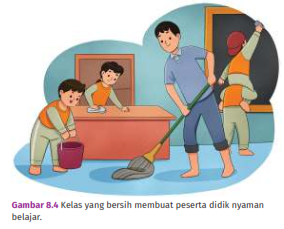 Gambar 8.4 Kelas yang bersih membuat peserta didik nyaman
belajar.